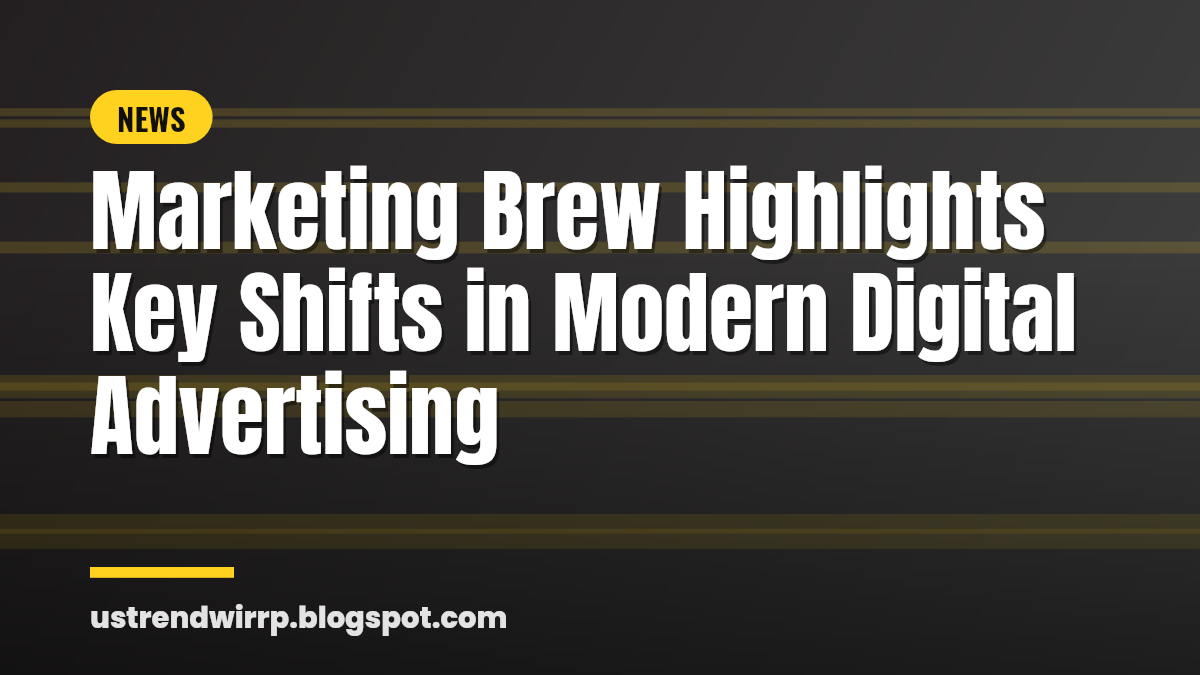 NEWS
Marketing Brew Highlights
Key Shifts in Modern Digital
Advertising
ustrendwirrp.blogspot.com